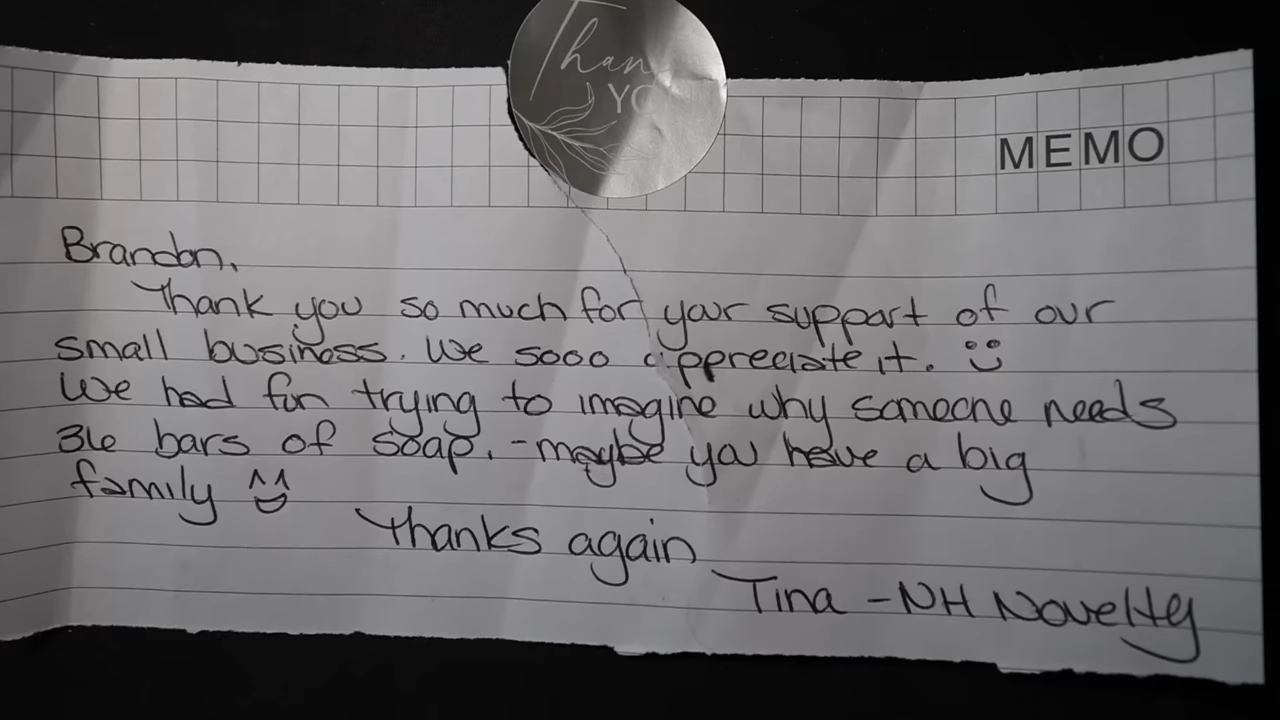 Than
YO
MEMO
Brandon,
Thank you so much for your support of our
small business. We sooo appreciate it. :)
We had fun trying to imagine why someone needs
36 bars of soap. - maybe you have a big
family ^^
Thanks again
Tina - NH Novelty